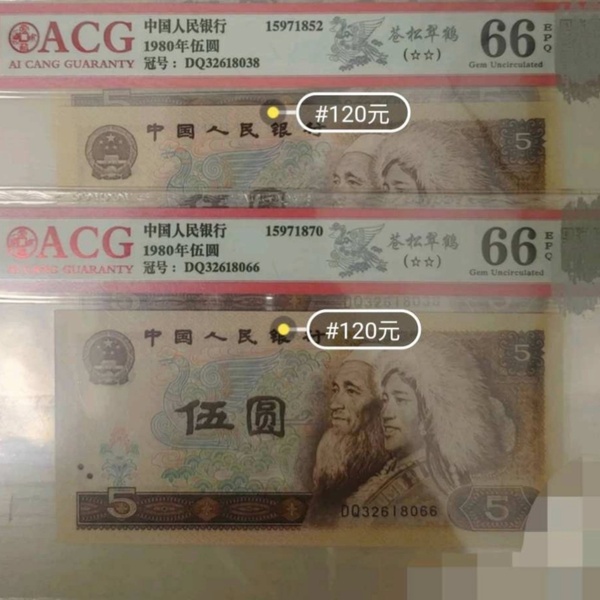 ACG
AI CANG GUARANTY
中国人民银行 15971852
1980年伍圆
冠号: DQ32618038
苍松翠鹤
(☆☆)
66 EPQ
Gem Uncirculated
#120元
中国人民银行
5
ACG
GUARANTY
中国人民银行 15971870
1980年伍圆
冠号: DQ32618066
苍松翠鹤
(☆☆)
66 EPQ
Gem Uncirculated
DQ32618038
#120元
中国人民银行
5
伍圆
5
DQ32618066
5